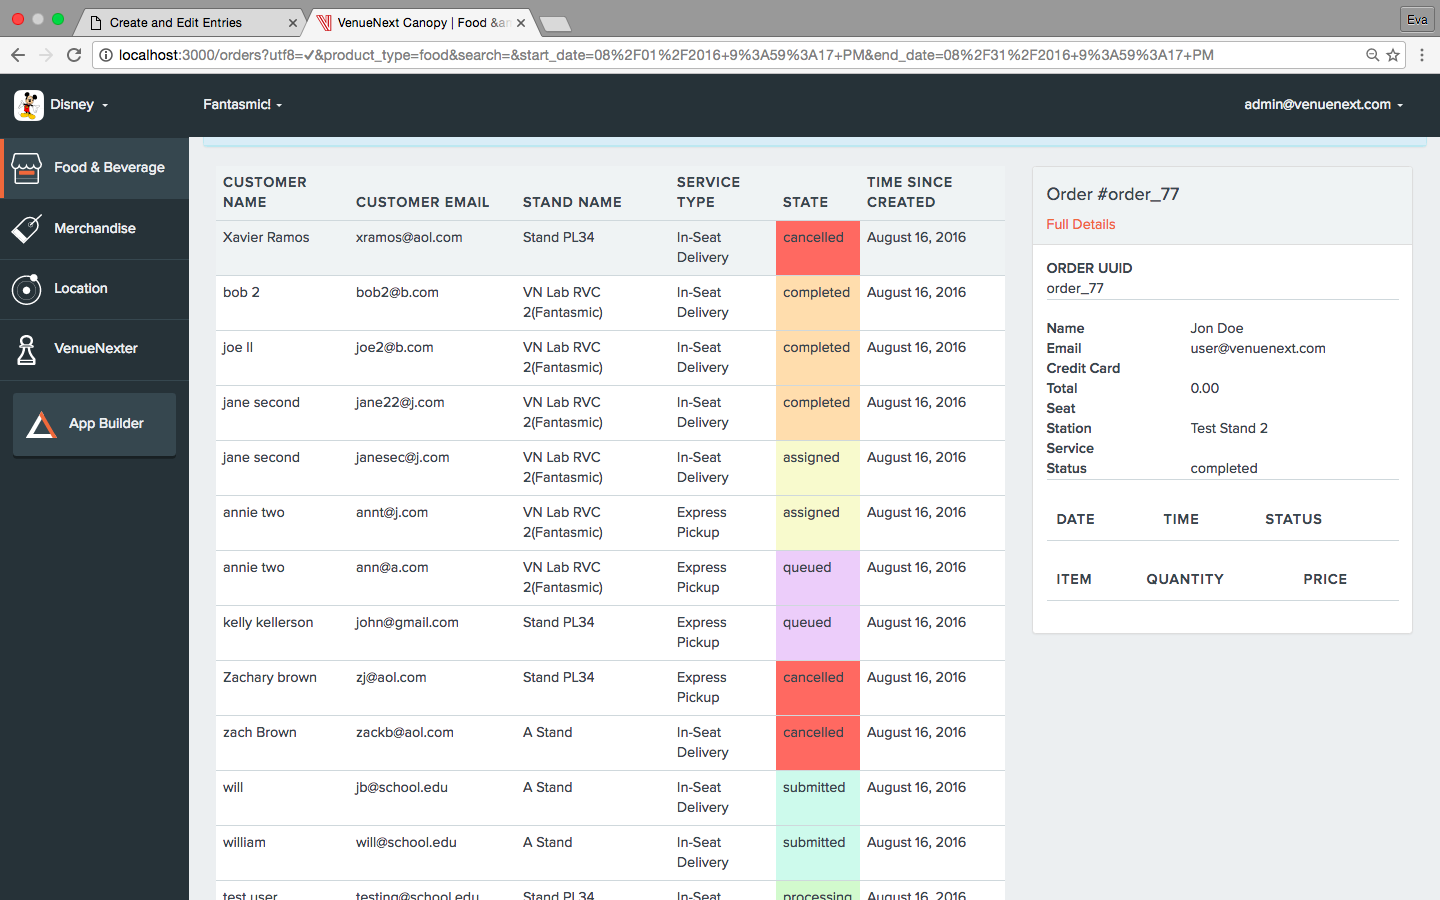 Create and Edit Entries
VenueNext Canopy | Food &an
Eva
localhost:3000/orders?utf8=✓&product_type=food&search=&start_date=08%2F01%2F2016+9%3A59%3A17+PM&end_date=08%2F31%2F2016+9%3A59%3A17+PM
Disney
Fantasmic!
admin@venuenext.com
Food & Beverage
Merchandise
Location
VenueNexter
App Builder
CUSTOMER NAME CUSTOMER EMAIL STAND NAME SERVICE TYPE STATE TIME SINCE CREATED
Xavier Ramos xramos@aol.com Stand PL34 In-Seat Delivery cancelled August 16, 2016
bob 2 bob2@b.com VN Lab RVC 2(Fantasmic) In-Seat Delivery completed August 16, 2016
joe ll joe2@b.com VN Lab RVC 2(Fantasmic) In-Seat Delivery completed August 16, 2016
jane second jane22@j.com VN Lab RVC 2(Fantasmic) In-Seat Delivery completed August 16, 2016
jane second janesec@j.com VN Lab RVC 2(Fantasmic) In-Seat Delivery assigned August 16, 2016
annie two annt@j.com VN Lab RVC 2(Fantasmic) Express Pickup assigned August 16, 2016
annie two ann@a.com VN Lab RVC 2(Fantasmic) Express Pickup queued August 16, 2016
kelly kellerson john@gmail.com Stand PL34 Express Pickup queued August 16, 2016
Zachary brown zj@aol.com Stand PL34 Express Pickup cancelled August 16, 2016
zach Brown zackb@aol.com A Stand In-Seat Delivery cancelled August 16, 2016
will jb@school.edu A Stand In-Seat Delivery submitted August 16, 2016
william will@school.edu A Stand In-Seat Delivery submitted August 16, 2016
test user testing@school.edu Stand PL34 In-Seat processing August 16, 2016
Order #order_77
Full Details
ORDER UUID
order_77
Name Jon Doe
Email user@venuenext.com
Credit Card
Total 0.00
Seat
Station Test Stand 2
Service
Status completed
DATE TIME STATUS
ITEM QUANTITY PRICE